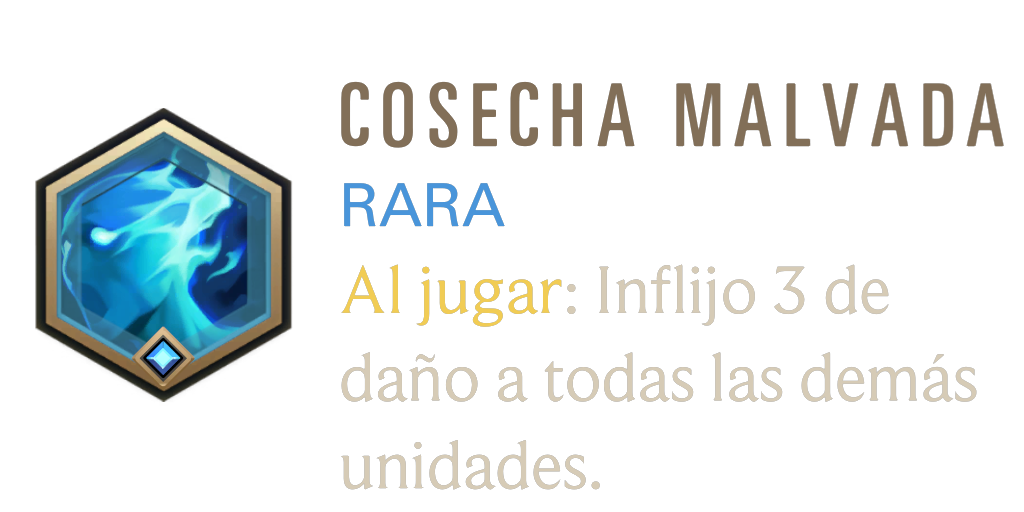 COSECHA MALVADA
RARA
Al jugar: Inflijo 3 de
daño a todas las demás
unidades.